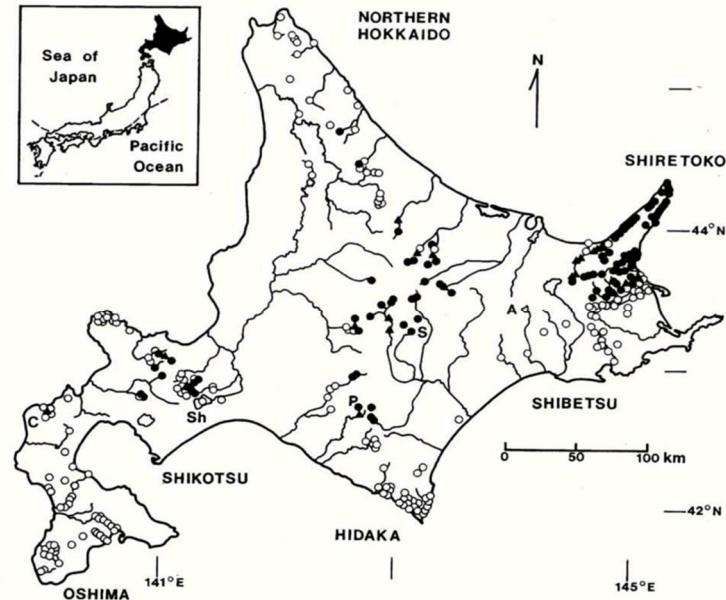 NORTHERN
HOKKAIDO
Sea of
Japan
Pacific
Ocean
N
SHIRETOKO
44°N
A
S
P
C
Sh
SHIBETSU
0 50 100 km
SHIKOTSU
42°N
HIDAKA
141°E
145°E
OSHIMA